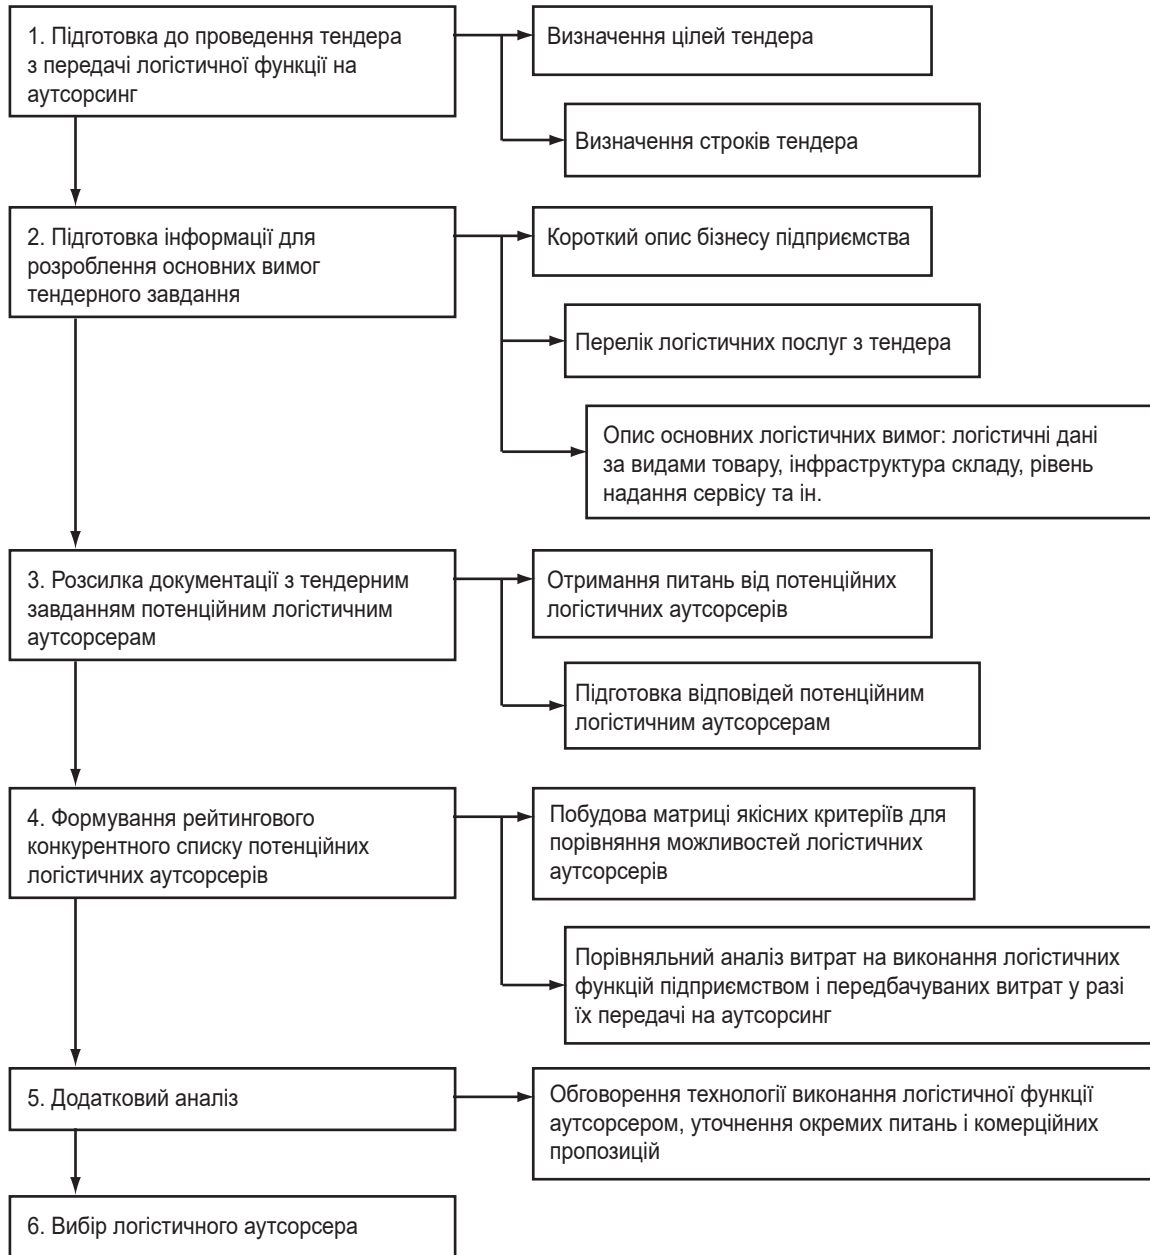 1. Підготовка до проведення тендера
з передачі логістичної функції на
аутсорсинг
Визначення цілей тендера
Визначення строків тендера
2. Підготовка інформації для
розроблення основних вимог
тендерного завдання
Короткий опис бізнесу підприємства
Перелік логістичних послуг з тендера
Опис основних логістичних вимог: логістичні дані
за видами товару, інфраструктура складу, рівень
надання сервісу та ін.
3. Розсилка документації з тендерним
завданням потенційним логістичним
аутсорсерам
Отримання питань від потенційних
логістичних аутсорсерів
Підготовка відповідей потенційним
логістичним аутсорсерам
4. Формування рейтингового
конкурентного списку потенційних
логістичних аутсорсерів
Побудова матриці якісних критеріїв для
порівняння можливостей логістичних
аутсорсерів
Порівняльний аналіз витрат на виконання логістичних
функцій підприємством і передбачуваних витрат у разі
їх передачі на аутсорсинг
5. Додатковий аналіз
Обговорення технології виконання логістичної функції
аутсорсером, уточнення окремих питань і комерційних
пропозицій
6. Вибір логістичного аутсорсера